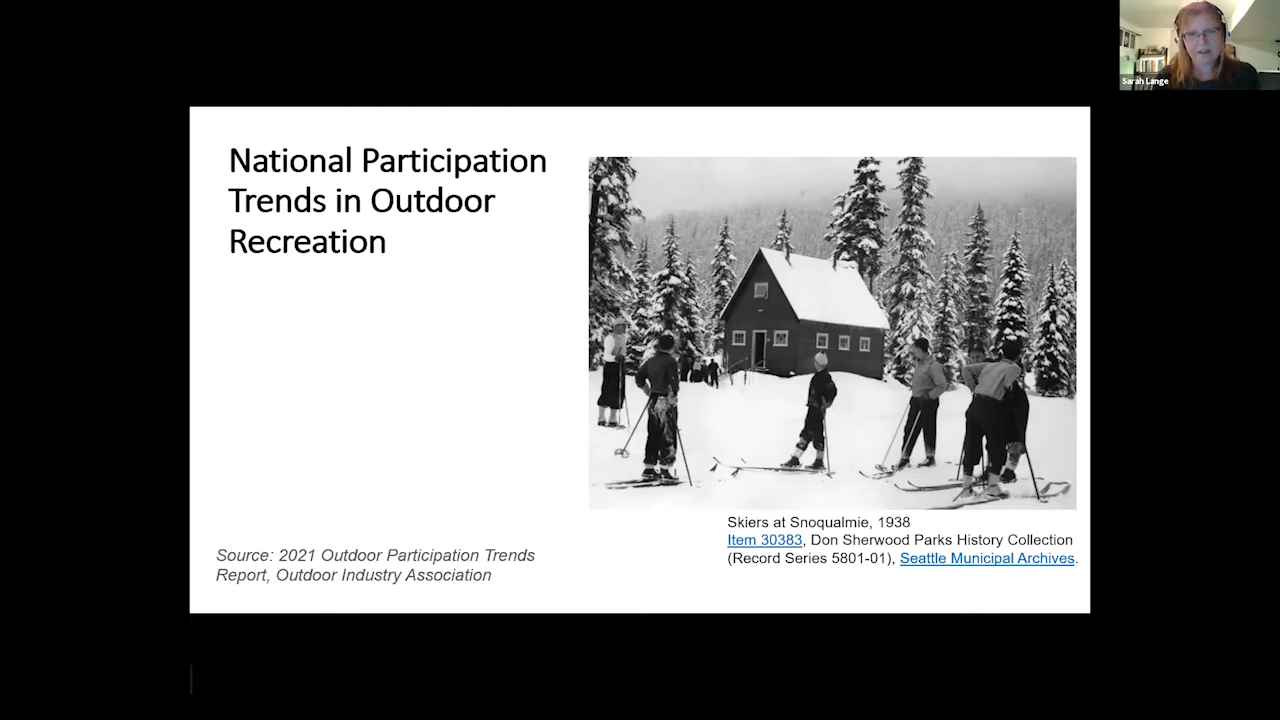 Sarah Lange
National Participation
Trends in Outdoor
Recreation
Skiers at Snoqualmie, 1938
Item 30383, Don Sherwood Parks History Collection
(Record Series 5801-01), Seattle Municipal Archives.
Source: 2021 Outdoor Participation Trends
Report, Outdoor Industry Association